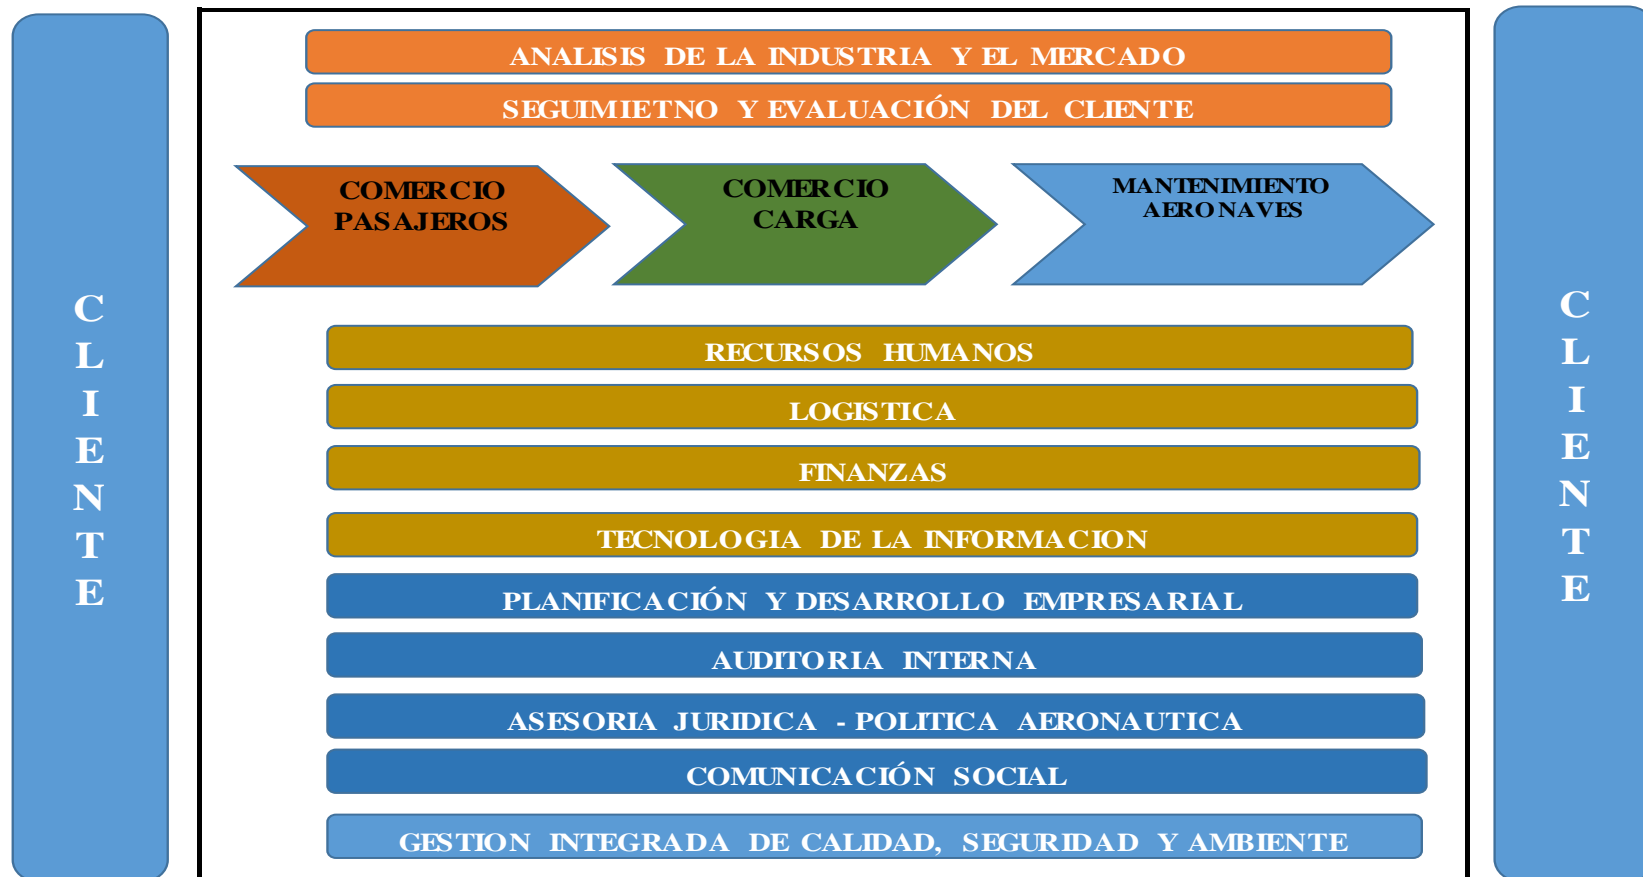 CLIENTE
ANALISIS DE LA INDUSTRIA Y EL MERCADO
SEGUIMIETNO Y EVALUACIÓN DEL CLIENTE
COMERCIO
PASAJEROS
COMERCIO
CARGA
MANTENIMIENTO
AERONAVES
RECURSOS HUMANOS
LOGISTICA
FINANZAS
TECNOLOGIA DE LA INFORMACION
PLANIFICACIÓN Y DESARROLLO EMPRESARIAL
AUDITORIA INTERNA
ASESORIA JURIDICA - POLITICA AERONAUTICA
COMUNICACIÓN SOCIAL
GESTION INTEGRADA DE CALIDAD, SEGURIDAD Y AMBIENTE
CLIENTE